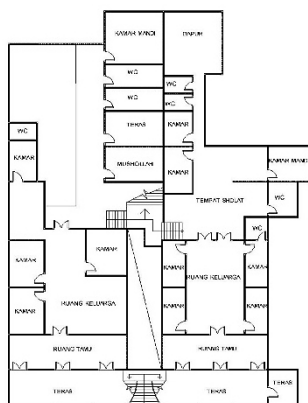 KAMAR MANDI
DAPUR
WC
WC
WC
WC
TERAS
KAMAR
MUSHOLLAH
KAMAR
WC
KAMAR
KAMAR MANDI
TEMPAT SHOLAT
WC
WC
KAMAR
KAMAR
KAMAR
KAMAR
RUANG KELUARGA
KAMAR
RUANG KELUARGA
KAMAR
KAMAR
KAMAR
RUANG TAMU
RUANG TAMU
TERAS
TERAS
TERAS